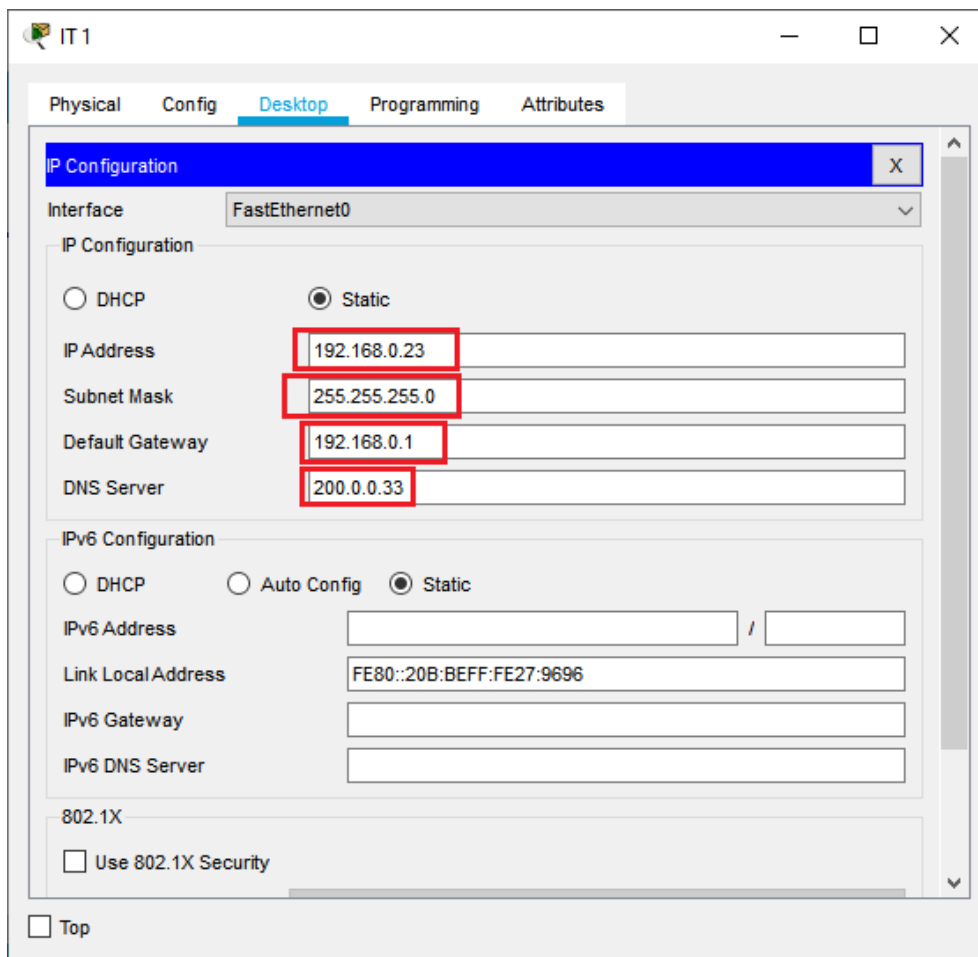 IT 1
Physical Config Desktop Programming Attributes
IP Configuration X
Interface FastEthernet0
IP Configuration
DHCP Static
IP Address 192.168.0.23
Subnet Mask 255.255.255.0
Default Gateway 192.168.0.1
DNS Server 200.0.0.33
IPv6 Configuration
DHCP Auto Config Static
IPv6 Address /
Link Local Address FE80::20B:BEFF:FE27:9696
IPv6 Gateway
IPv6 DNS Server
802.1X
Use 802.1X Security
Top